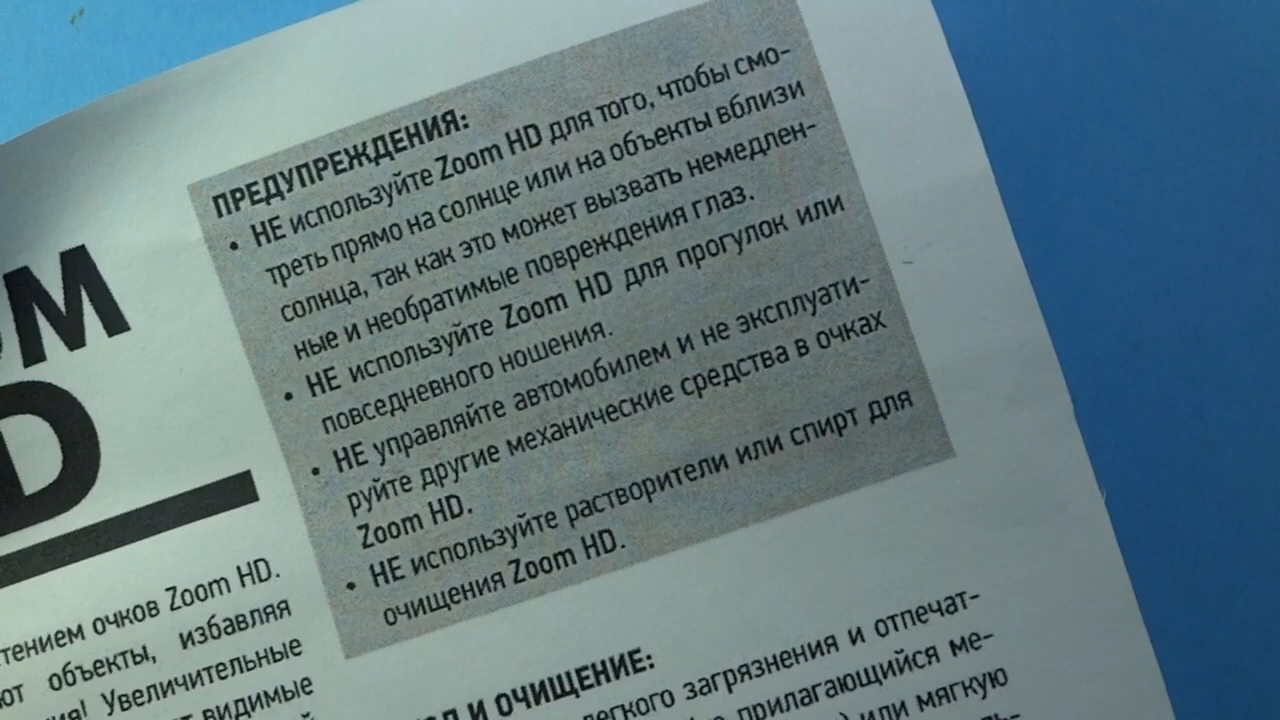 ПРЕДУПРЕЖДЕНИЯ:
• НЕ используйте Zoom HD для того, чтобы смо-
треть прямо на солнце или на объекты вблизи
солнца, так как это может вызвать немедлен-
ные и необратимые повреждения глаз.
• НЕ используйте Zoom HD для прогулок или
повседневного ношения.
• НЕ управляйте автомобилем и не эксплуати-
руйте другие механические средства в очках
Zoom HD.
• НЕ используйте растворители или спирт для
очищения Zoom HD.
И ОЧИЩЕНИЕ:
легкого загрязнения и отпечат-
прилагающийся ме-
или мягкую
OM
D
очков Zoom HD.
объекты, избавляя
Увеличительные
видимые